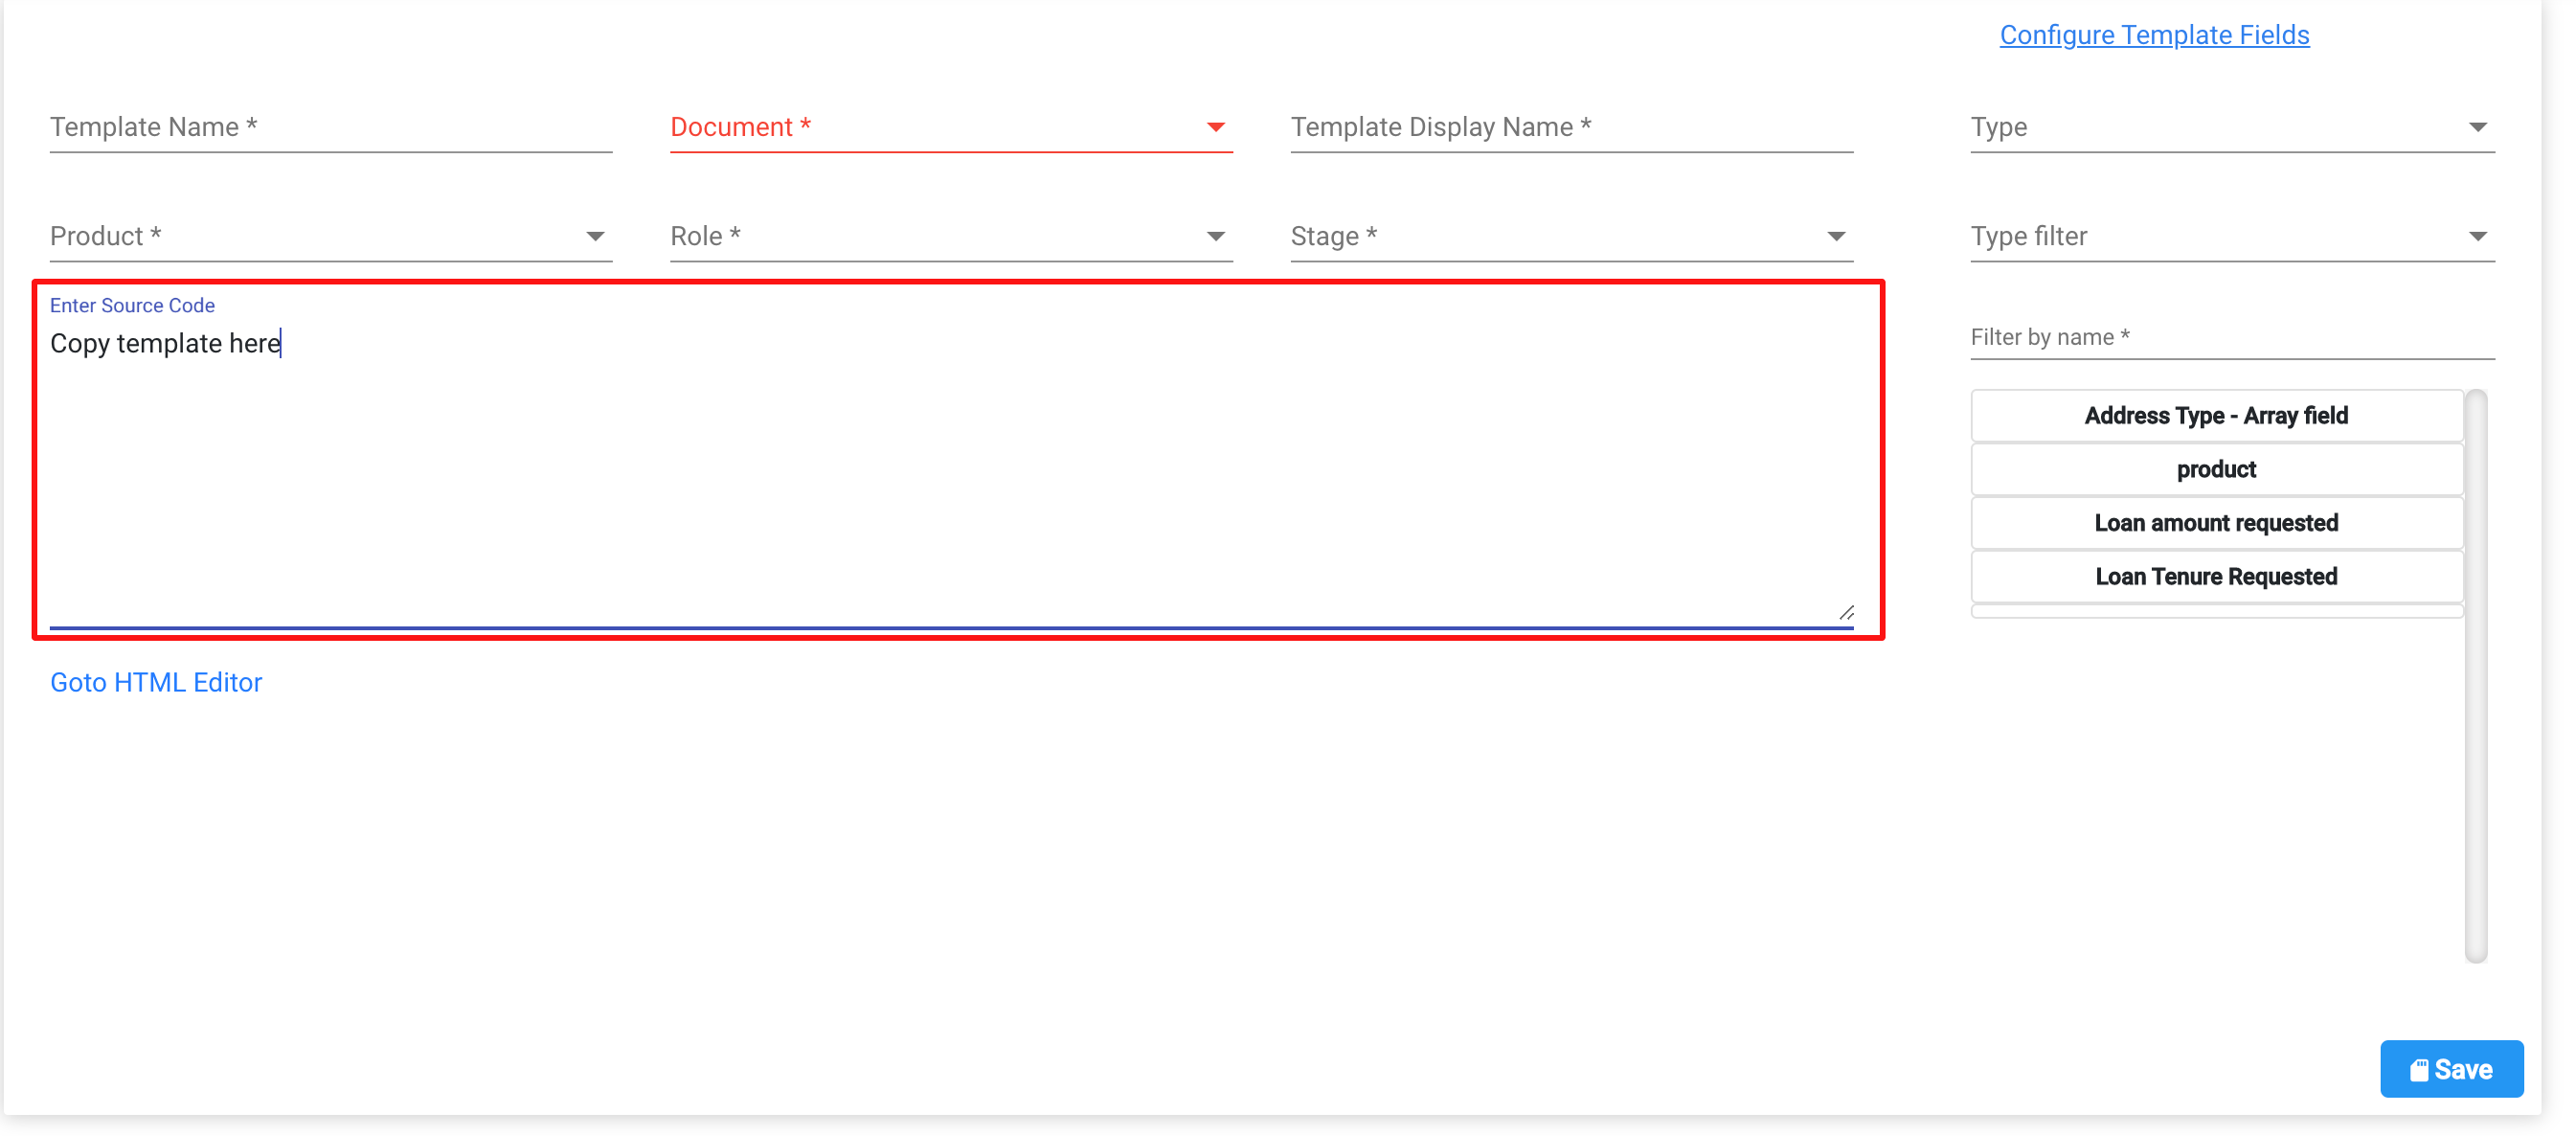 Configure Template Fields
Template Name *
Document *
Template Display Name *
Type
Product *
Role *
Stage *
Type filter
Enter Source Code
Copy template here
Filter by name *
Address Type - Array field
product
Loan amount requested
Loan Tenure Requested
Goto HTML Editor
Save